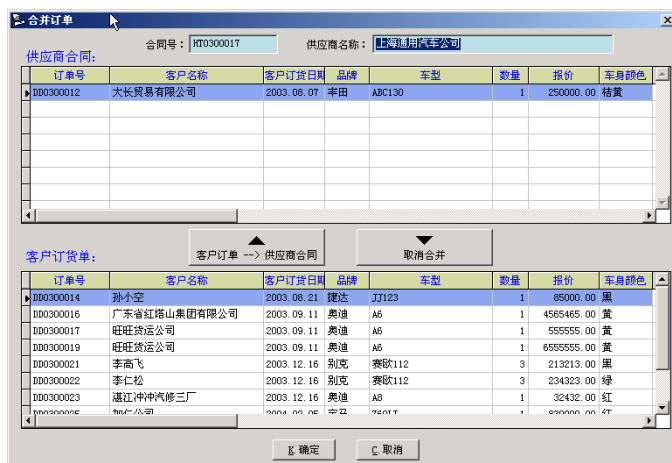 合并订单
合同号： HT0300017 供应商名称： 上海通用汽车公司
供应商合同:
订单号 客户名称 客户订货日期 品牌 车型 数量 报价 车身颜色
DD0300012 大长贸易有限公司 2003.08.07 丰田 ABC130 1 250000.00 桔黄
客户订单 --> 供应商合同 取消合并
客户订货单:
订单号 客户名称 客户订货日期 品牌 车型 数量 报价 车身颜色
DD0300014 孙小空 2003.08.21 捷达 JJ123 1 85000.00 黑
DD0300016 广东省红塔山集团有限公司 2003.09.11 奥迪 A6 1 4565465.00 黄
DD0300017 旺旺货运公司 2003.09.11 奥迪 A6 1 555555.00 黄
DD0300019 旺旺货运公司 2003.09.11 奥迪 A6 1 6555555.00 黄
DD0300021 李高飞 2003.12.16 别克 赛欧112 3 213213.00 黑
DD0300022 李仁松 2003.12.16 别克 赛欧112 3 234323.00 绿
DD0300023 湛江冲冲汽修三厂 2003.12.16 奥迪 A8 1 32432.00 红
DD0300025 2004.02.05 宝马 760LI 1 830000.00 红
K.确定 C.取消